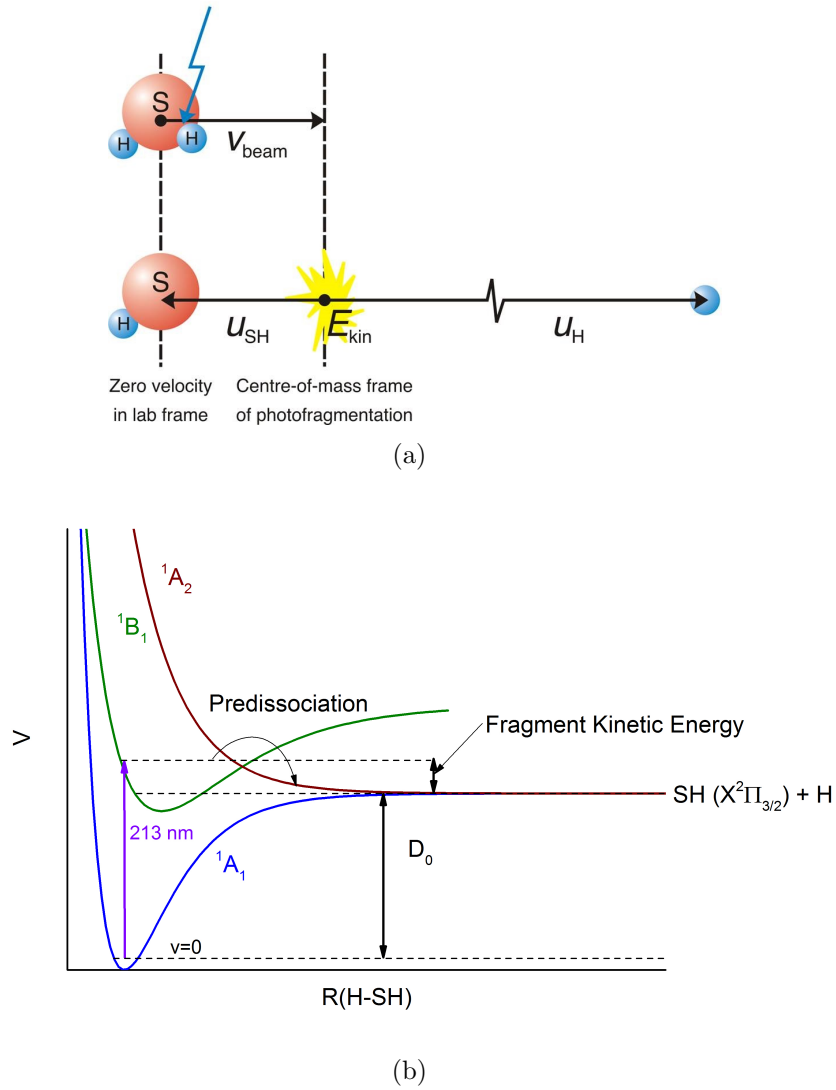 S
H
H
v_beam
S
H
u_SH
E_kin
u_H
Zero velocity
in lab frame
Centre-of-mass frame
of photofragmentation
(a)
¹A₂
¹B₁
Predissociation
Fragment Kinetic Energy
V
SH (X²Π₃/₂) + H
213 nm
¹A₁
D₀
v=0
R(H-SH)
(b)